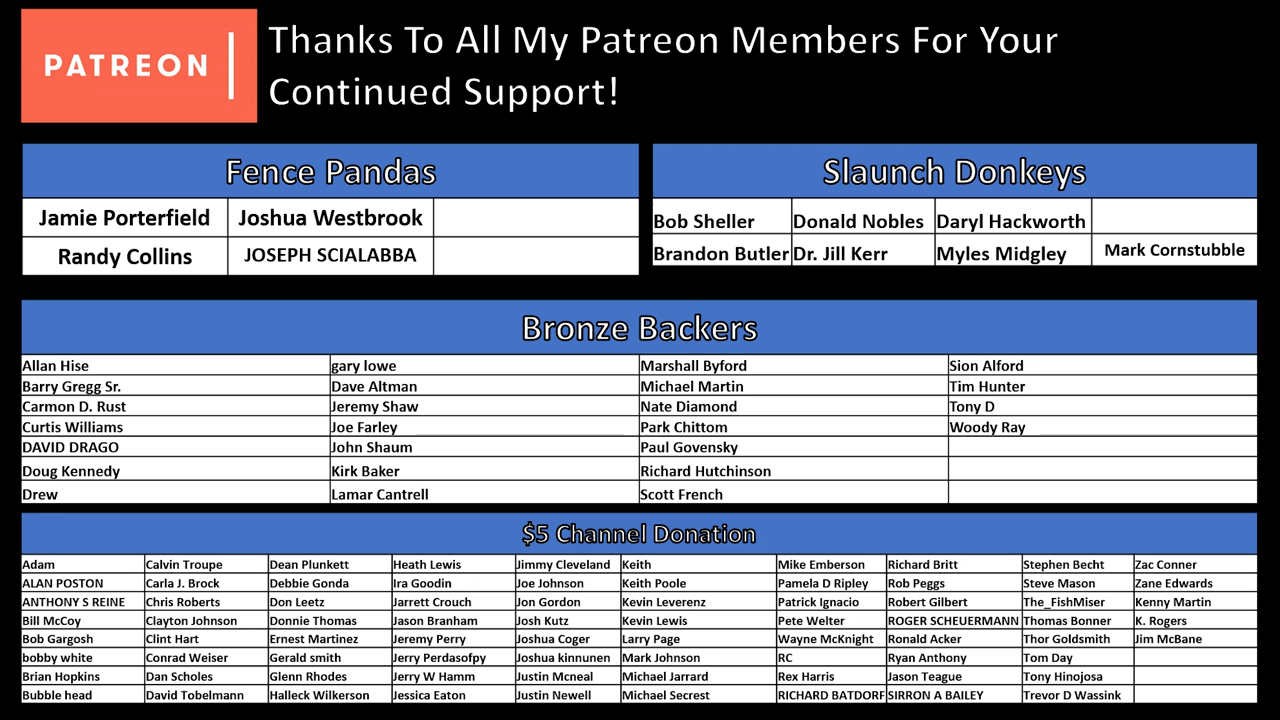 PATREON
Thanks To All My Patreon Members For Your
Continued Support!
Fence Pandas
Jamie Porterfield Joshua Westbrook
Randy Collins JOSEPH SCIALABBA
Slaunch Donkeys
Bob Sheller Donald Nobles Daryl Hackworth
Brandon Butler Dr. Jill Kerr Myles Midgley Mark Cornstubble
Bronze Backers
Allan Hise gary lowe Marshall Byford Sion Alford
Barry Gregg Sr. Dave Altman Michael Martin Tim Hunter
Carmon D. Rust Jeremy Shaw Nate Diamond Tony D
Curtis Williams Joe Farley Park Chittom Woody Ray
DAVID DRAGO John Shaum Paul Govensky
Doug Kennedy Kirk Baker Richard Hutchinson
Drew Lamar Cantrell Scott French
$5 Channel Donation
Adam Calvin Troupe Dean Plunkett Heath Lewis Jimmy Cleveland Keith Mike Emberson Richard Britt Stephen Becht Zac Conner
ALAN POSTON Carla J. Brock Debbie Gonda Ira Goodin Joe Johnson Keith Poole Pamela D Ripley Rob Peggs Steve Mason Zane Edwards
ANTHONY S REINE Chris Roberts Don Leetz Jarrett Crouch Jon Gordon Kevin Leverenz Patrick Ignacio Robert Gilbert The_FishMiser Kenny Martin
Bill McCoy Clayton Johnson Donnie Thomas Jason Branham Josh Kutz Kevin Lewis Pete Welter ROGER SCHEUERMANN Thomas Bonner K. Rogers
Bob Gargosh Clint Hart Ernest Martinez Jeremy Perry Joshua Coger Larry Page Wayne McKnight Ronald Acker Thor Goldsmith Jim McBane
bobby white Conrad Weiser Gerald smith Jerry Perdasofpy Joshua kinnunen Mark Johnson RC Ryan Anthony Tom Day
Brian Hopkins Dan Scholes Glenn Rhodes Jerry W Hamm Justin Mcneal Michael Jarrard Rex Harris Jason Teague Tony Hinojosa
Bubble head David Tobelmann Halleck Wilkerson Jessica Eaton Justin Newell Michael Secrest RICHARD BATDORF SIRRON A BAILEY Trevor D Wassink